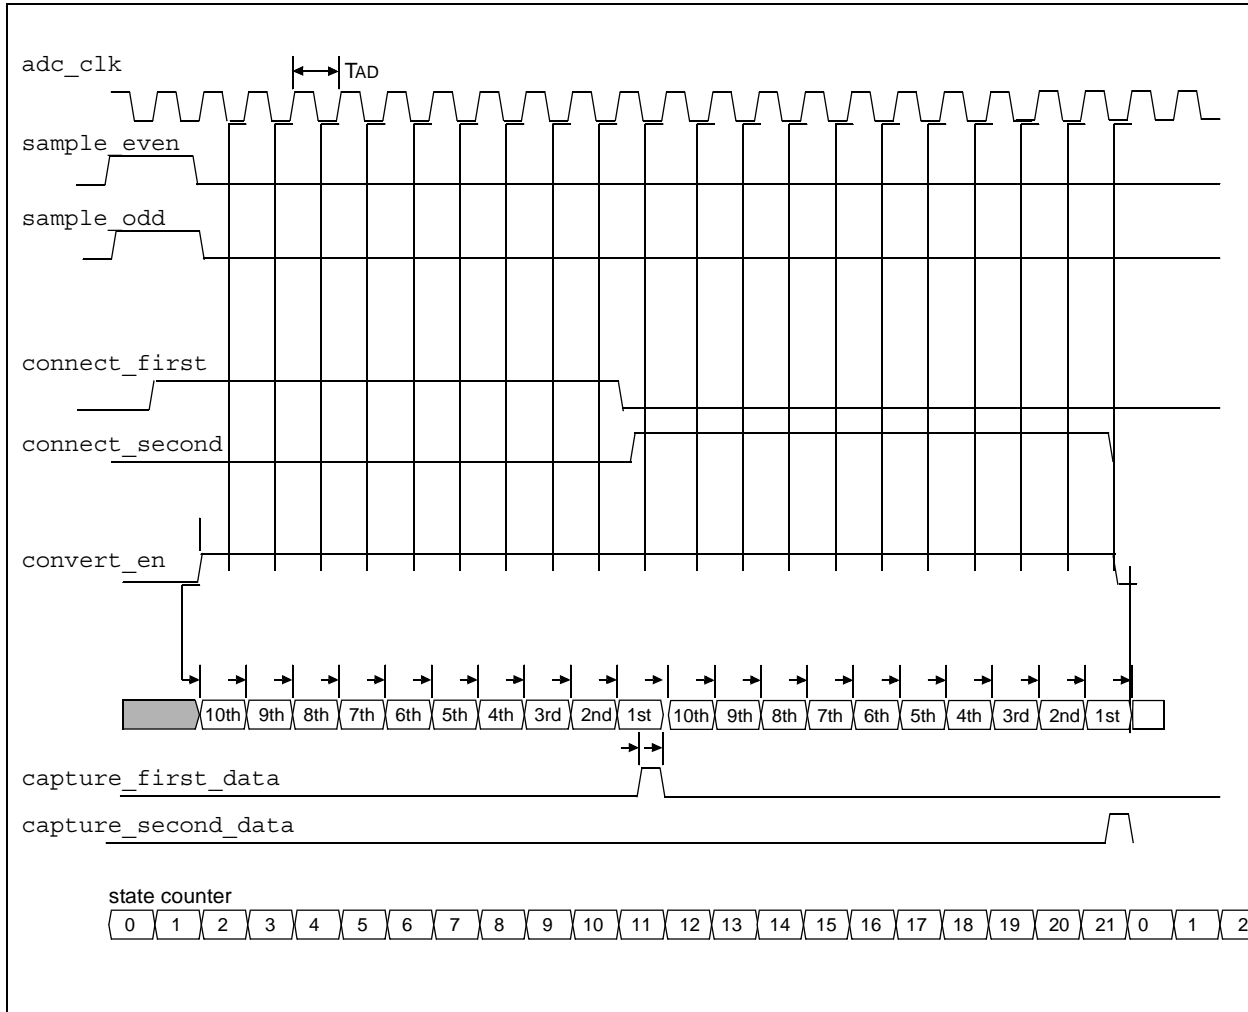 adc_clk
TAD
sample_even
sample_odd
connect_first
connect_second
convert_en
10th 9th 8th 7th 6th 5th 4th 3rd 2nd 1st 10th 9th 8th 7th 6th 5th 4th 3rd 2nd 1st
capture_first_data
capture_second_data
state counter
0 1 2 3 4 5 6 7 8 9 10 11 12 13 14 15 16 17 18 19 20 21 0 1 2